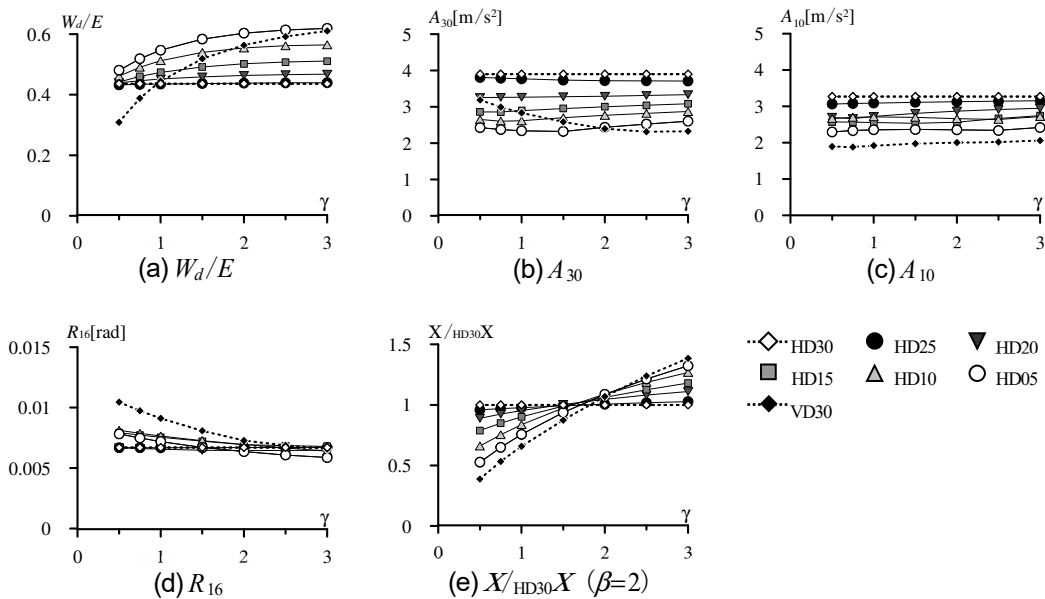 W_d/E
0.6
0.4
0.2
0
0 1 2 3
γ
(a) W_d/E
A_30[m/s²]
5
4
3
2
1
0
0 1 2 3
γ
(b) A_30
A_10[m/s²]
5
4
3
2
1
0
0 1 2 3
γ
(c) A_10
R_16[rad]
0.015
0.01
0.005
0
0 1 2 3
γ
(d) R_16
X/_HD30X
1.5
1
0.5
0
0 1 2 3
γ
(e) X/_HD30X (β=2)
HD30 HD25 HD20
HD15 HD10 HD05
VD30